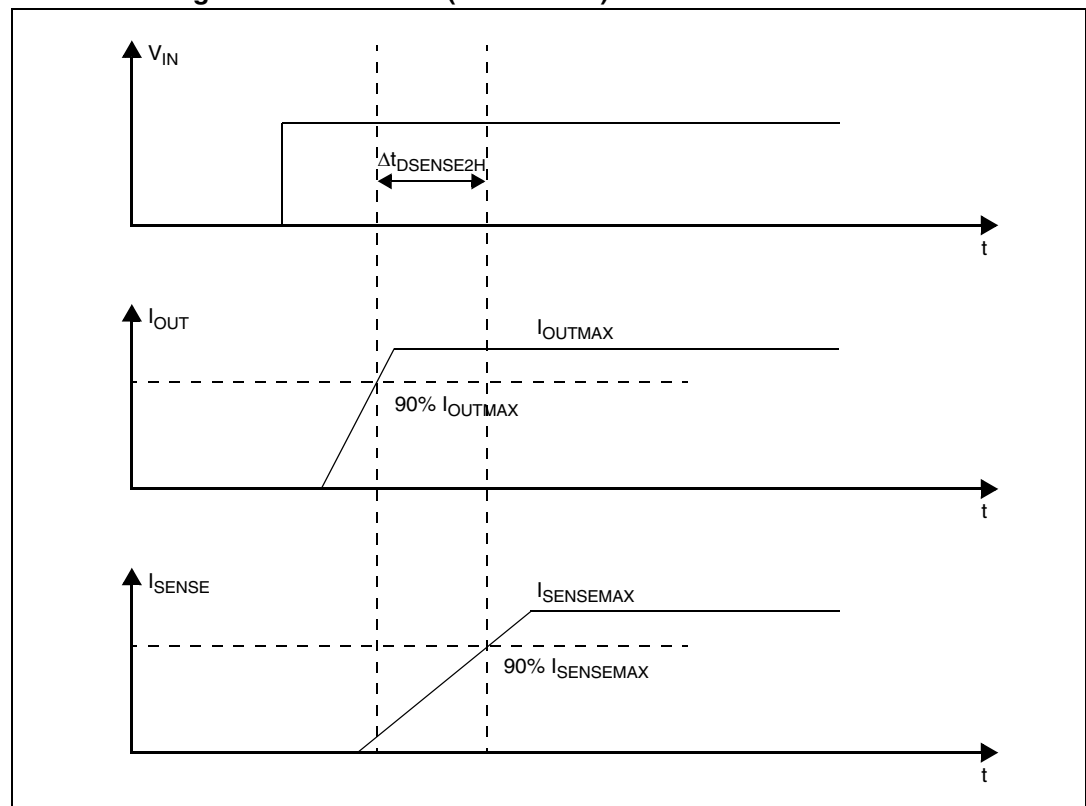 V_IN
Δt_DSENSE2H
t
I_OUT
I_OUTMAX
90% I_OUTMAX
t
I_SENSE
I_SENSEMAX
90% I_SENSEMAX
t